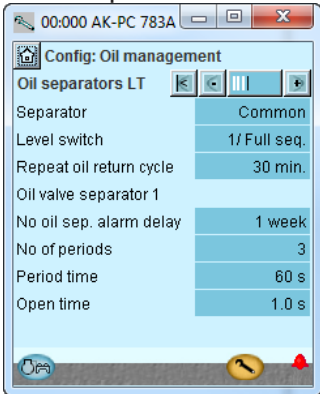 00:000 AK-PC 783A
Config: Oil management
Oil separators LT
Separator Common
Level switch 1/ Full seq.
Repeat oil return cycle 30 min.
Oil valve separator 1
No oil sep. alarm delay 1 week
No of periods 3
Period time 60 s
Open time 1.0 s